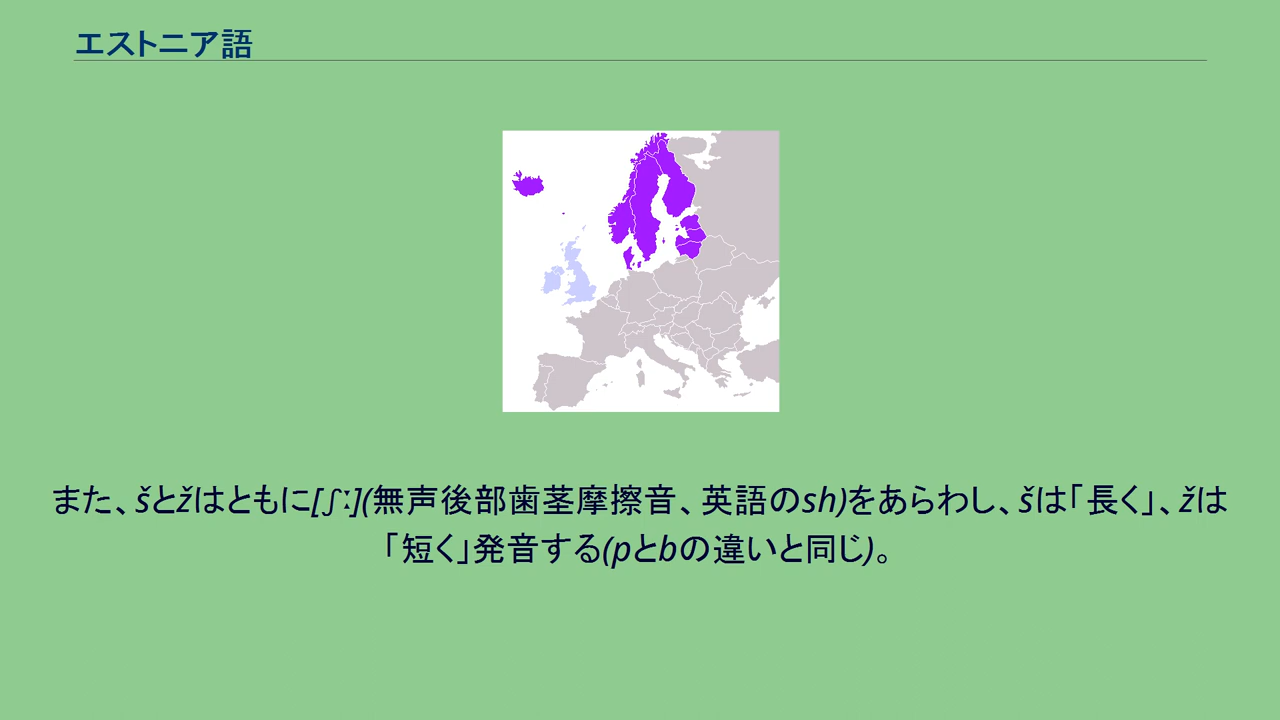 エストニア語
また、šとžはともに[ʃː](無声後部歯茎摩擦音、英語のsh)をあらわし、šは「長く」、žは
「短く」発音する(pとbの違いと同じ)。